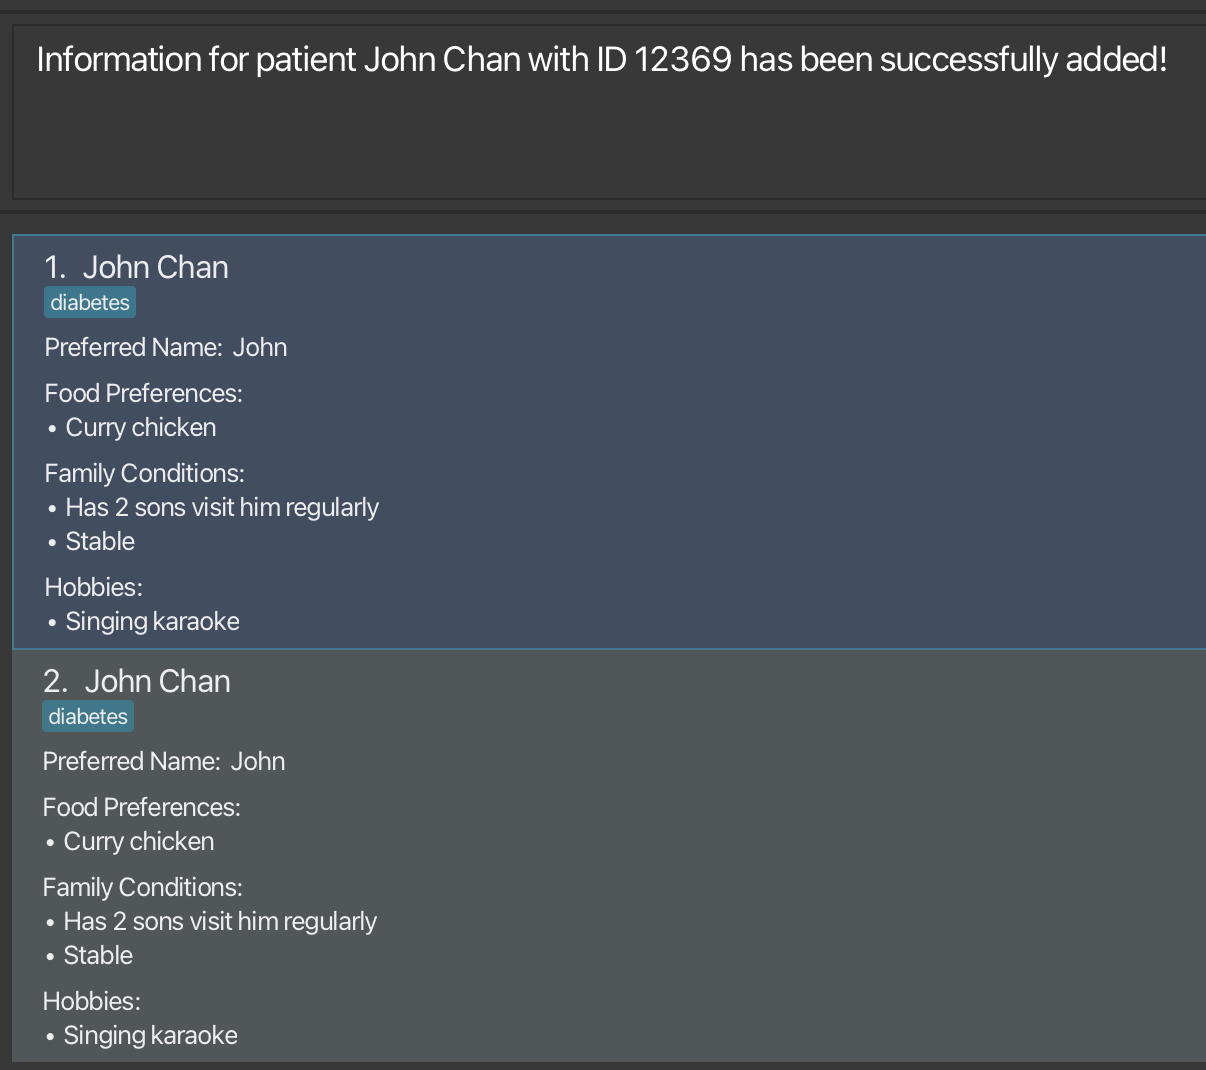 Information for patient John Chan with ID 12369 has been successfully added!
1. John Chan
diabetes
Preferred Name: John
Food Preferences:
• Curry chicken
Family Conditions:
• Has 2 sons visit him regularly
• Stable
Hobbies:
• Singing karaoke
2. John Chan
diabetes
Preferred Name: John
Food Preferences:
• Curry chicken
Family Conditions:
• Has 2 sons visit him regularly
• Stable
Hobbies:
• Singing karaoke